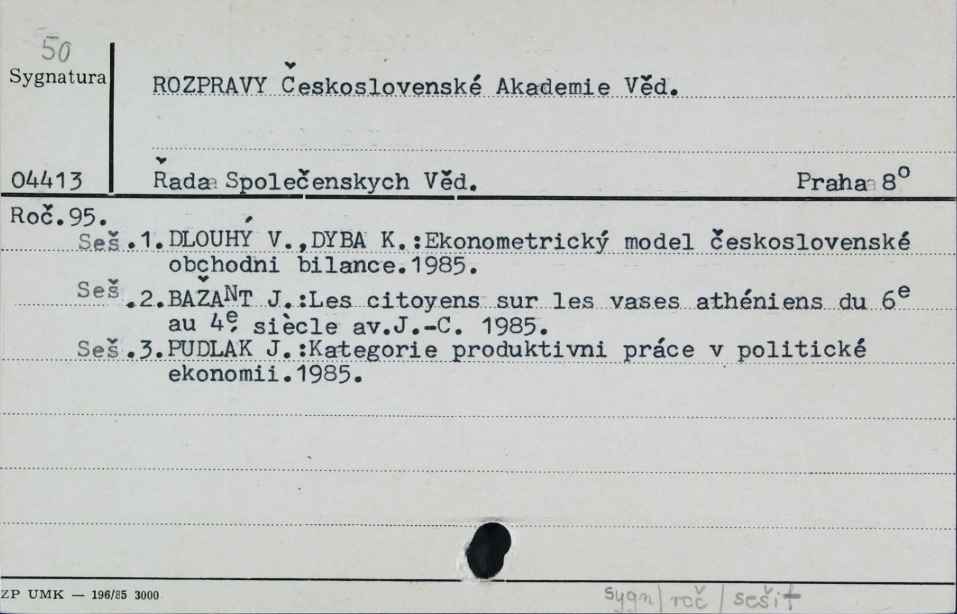 50
Sygnatura
ROZPRAVY Československé Akademie Věd.
04413
Řada Společenskych Věd. Praha 8°
Roč.95.
Seš.1.DLOUHÝ V.,DYBA K.:Ekonometrický model československé
obchodni bilance.1985.
Seš.2.BAŽANT J.:Les citoyens sur les vases athéniens du 6e
au 4e siècle av.J.-C. 1985.
Seš.3.PUDLAK J.:Kategorie produktivni práce v politické
ekonomii.1985.
ZP UMK — 196/85 3000
sygn/roč/sešit